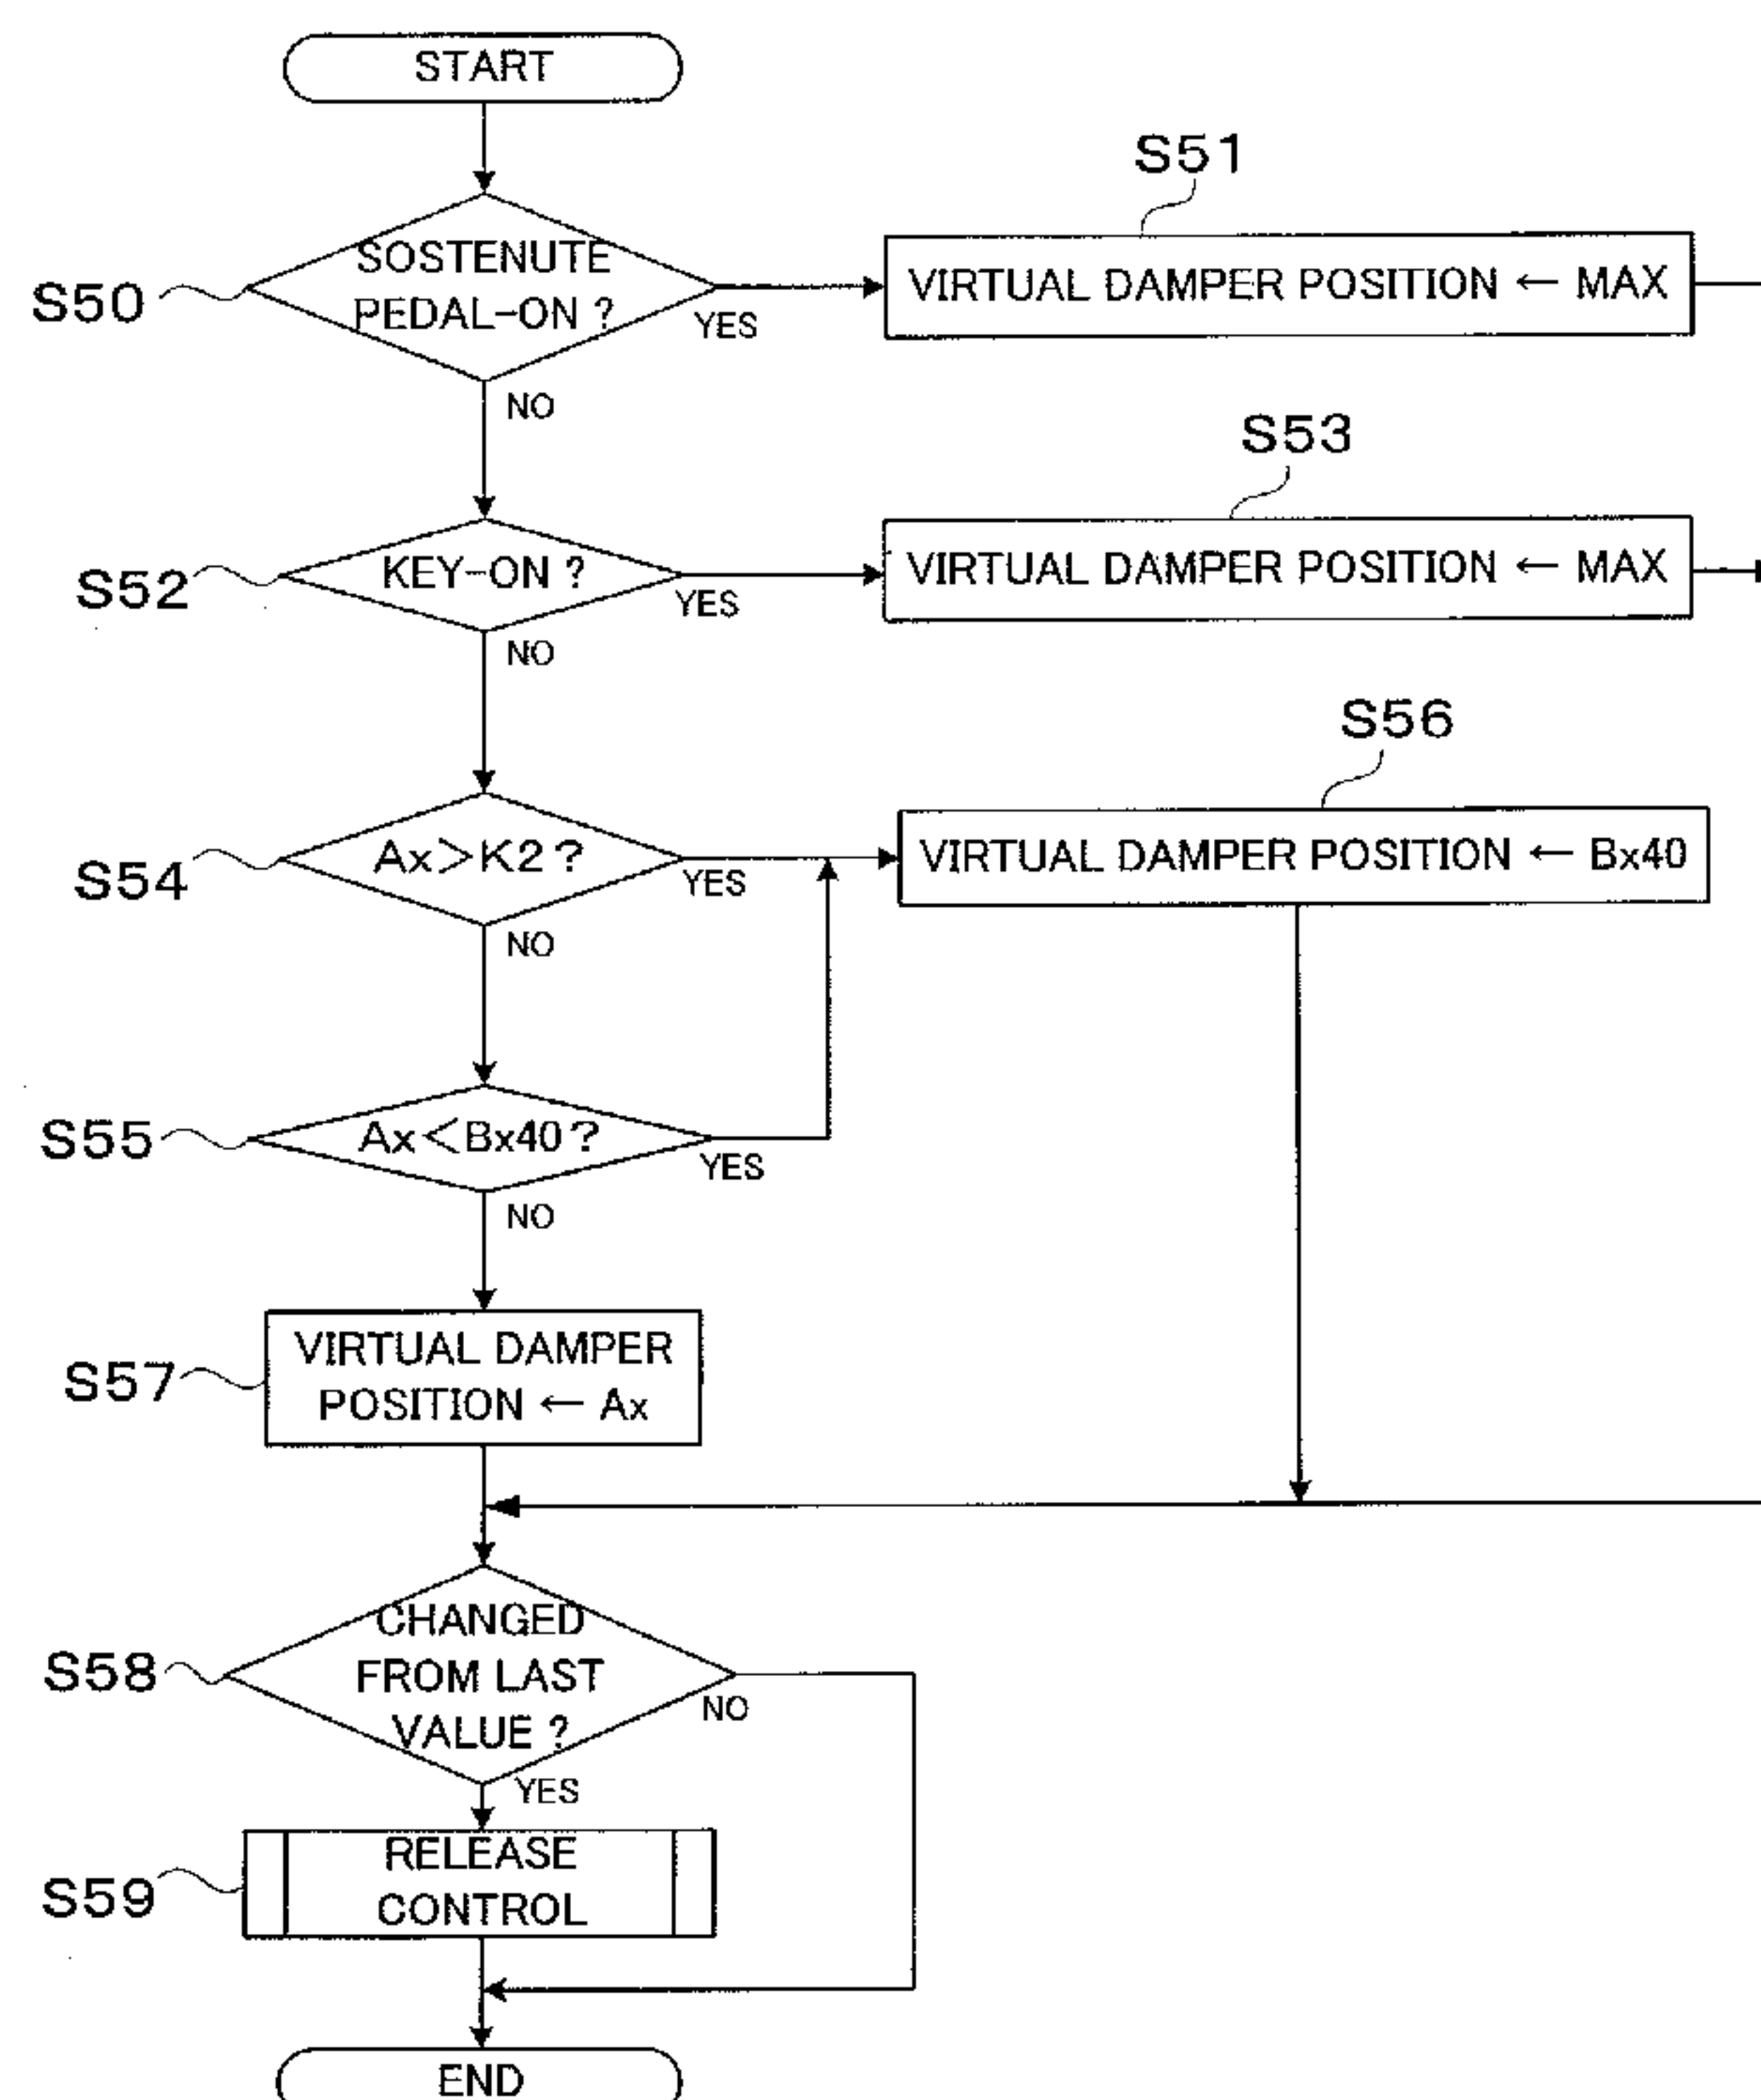 START
S51
SOSTENUTE
PEDAL-ON ?
S50
YES
VIRTUAL DAMPER POSITION ← MAX
NO
S53
KEY-ON ?
S52
YES
VIRTUAL DAMPER POSITION ← MAX
NO
S56
Ax>K2 ?
S54
YES
VIRTUAL DAMPER POSITION ← Bx40
NO
S55
Ax<Bx40 ?
YES
NO
S57
VIRTUAL DAMPER
POSITION ← Ax
S58
CHANGED
FROM LAST
VALUE ?
NO
YES
S59
RELEASE
CONTROL
END